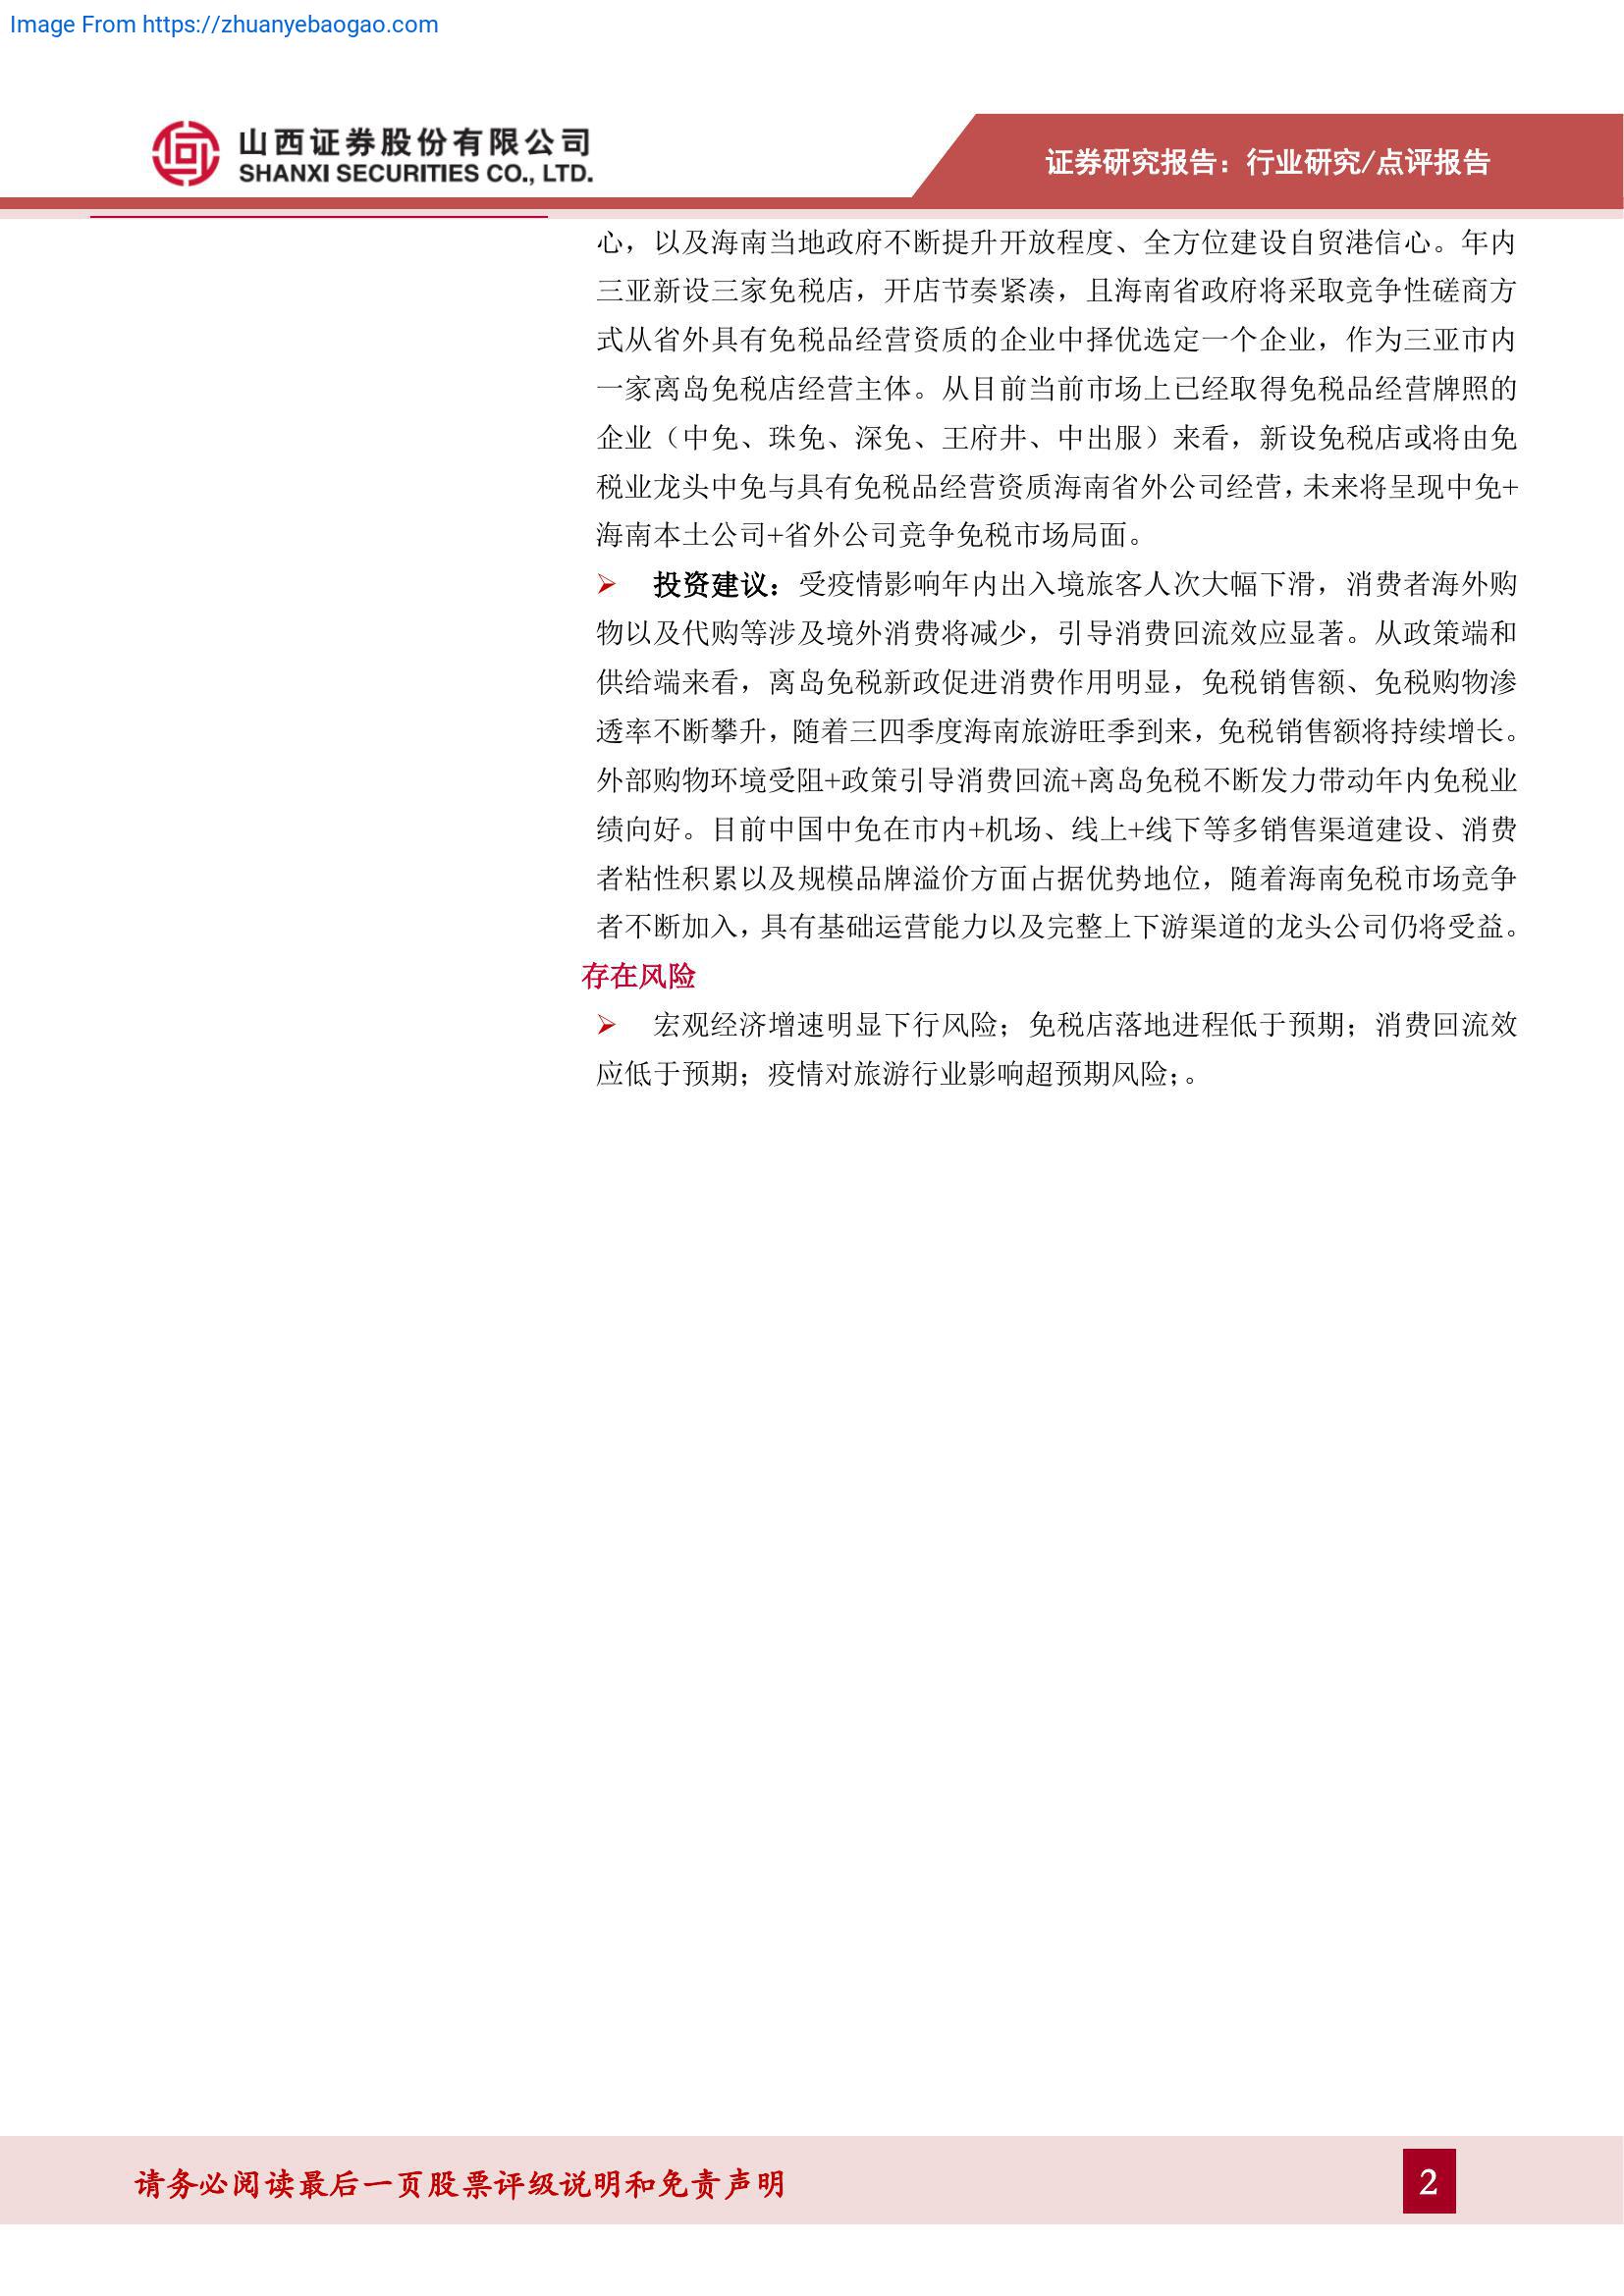 Image From https://zhuanyebaogao.com
山西证券股份有限公司
SHANXI SECURITIES CO., LTD.
证券研究报告：行业研究/点评报告
心，以及海南当地政府不断提升开放程度、全方位建设自贸港信心。年内
三亚新设三家免税店，开店节奏紧凑，且海南省政府将采取竞争性磋商方
式从省外具有免税品经营资质的企业中择优选定一个企业，作为三亚市内
一家离岛免税店经营主体。从目前当前市场上已经取得免税品经营牌照的
企业（中免、珠免、深免、王府井、中出服）来看，新设免税店或将由免
税业龙头中免与具有免税品经营资质海南省外公司经营，未来将呈现中免+
海南本土公司+省外公司竞争免税市场局面。
➢ 投资建议：受疫情影响年内出入境旅客人次大幅下滑，消费者海外购
物以及代购等涉及境外消费将减少，引导消费回流效应显著。从政策端和
供给端来看，离岛免税新政促进消费作用明显，免税销售额、免税购物渗
透率不断攀升，随着三四季度海南旅游旺季到来，免税销售额将持续增长。
外部购物环境受阻+政策引导消费回流+离岛免税不断发力带动年内免税业
绩向好。目前中国中免在市内+机场、线上+线下等多销售渠道建设、消费
者粘性积累以及规模品牌溢价方面占据优势地位，随着海南免税市场竞争
者不断加入，具有基础运营能力以及完整上下游渠道的龙头公司仍将受益。
存在风险
➢ 宏观经济增速明显下行风险；免税店落地进程低于预期；消费回流效
应低于预期；疫情对旅游行业影响超预期风险；。
请务必阅读最后一页股票评级说明和免责声明
2